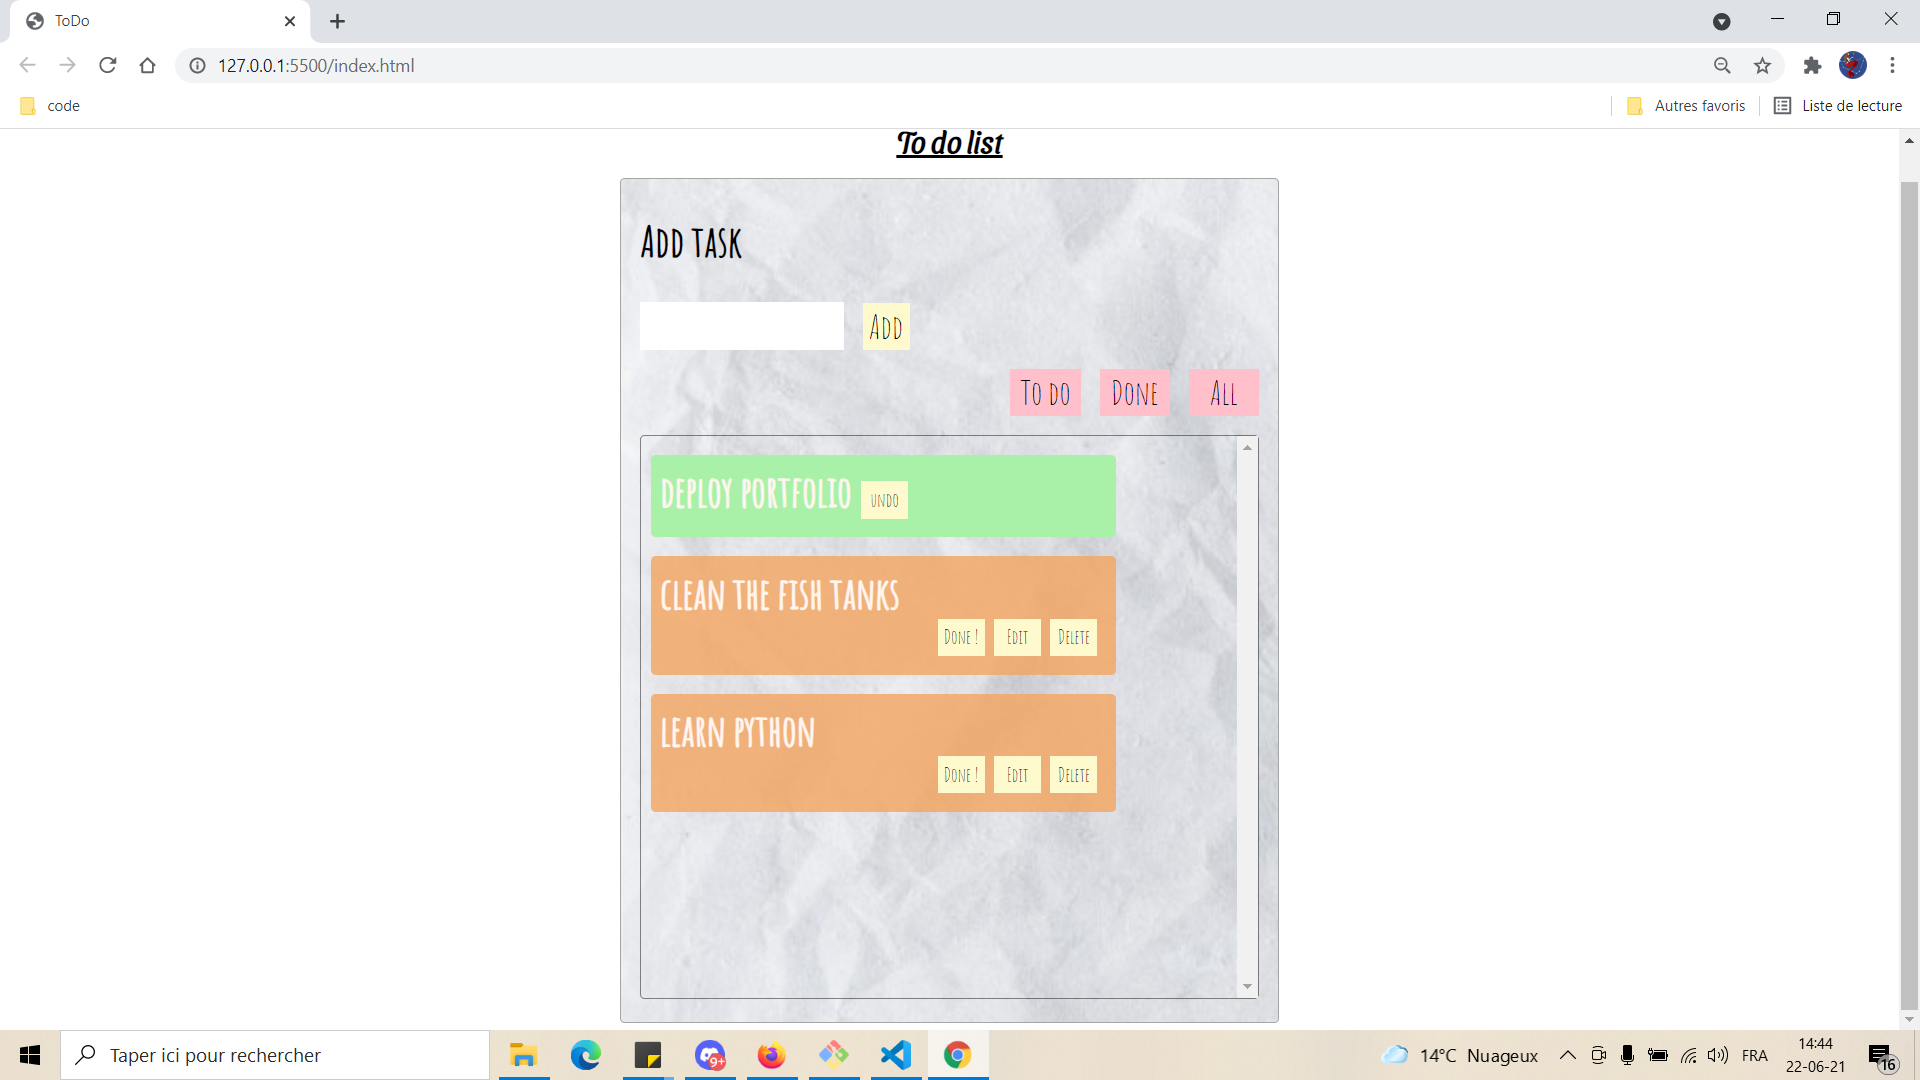 ToDo
127.0.0.1:5500/index.html
code
Autres favoris
Liste de lecture
To do list
Add task
Add
To do
Done
All
deploy portfolio
undo
clean the fish tanks
Done !
Edit
Delete
learn python
Done !
Edit
Delete
Taper ici pour rechercher
9+
14°C Nuageux
FRA
14:44
22-06-21
16